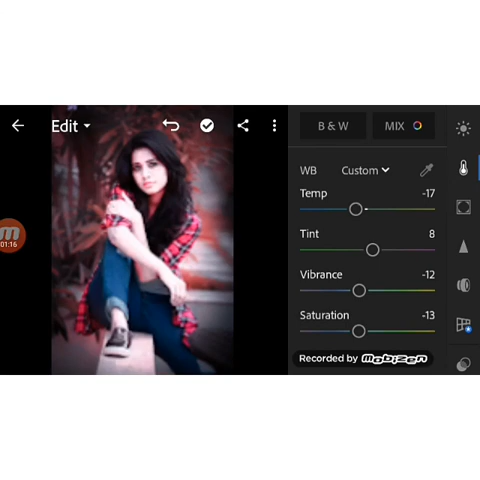 Edit
B & W
MIX
WB
Custom
Temp
-17
Tint
8
Vibrance
-12
Saturation
-13
01:16
Recorded by Mobizen